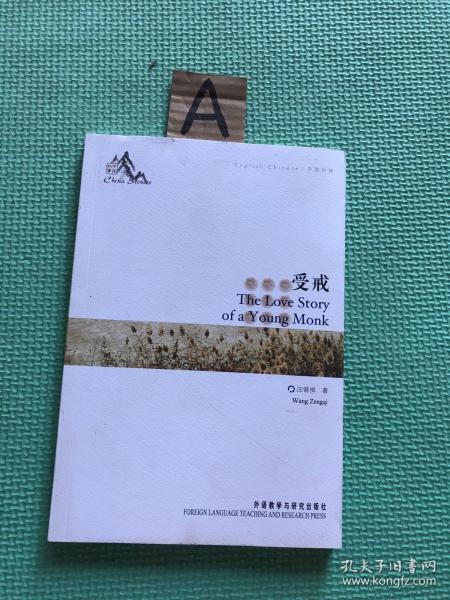 A
China Stories
English Chinese / 中英对照
受戒
The Love Story
of a Young Monk
汪曾祺 著
Wang Zengqi
外语教学与研究出版社
FOREIGN LANGUAGE TEACHING AND RESEARCH PRESS
孔夫子旧书网
www.kongfz.com